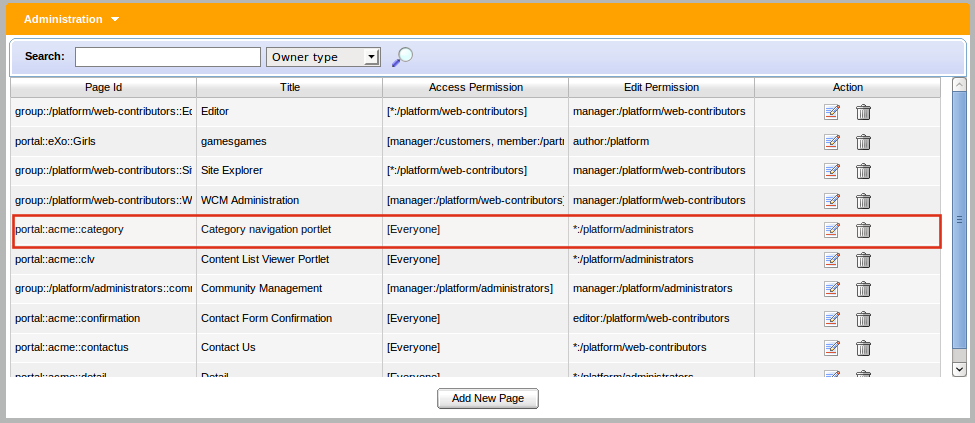 Administration
Search: Owner type
Page Id Title Access Permission Edit Permission Action
group::/platform/web-contributors::Ec Editor [*:/platform/web-contributors] manager:/platform/web-contributors
portal::eXo::Girls gamesgames [manager:/customers, member:/partı author:/platform
group::/platform/web-contributors::Si Site Explorer [*:/platform/web-contributors] manager:/platform/web-contributors
group::/platform/web-contributors::W WCM Administration [manager:/platform/web-contributors] manager:/platform/web-contributors
portal::acme::category Category navigation portlet [Everyone] *:/platform/administrators
portal::acme::clv Content List Viewer Portlet [Everyone] *:/platform/administrators
group::/platform/administrators::comı Community Management [manager:/platform/administrators] manager:/platform/administrators
portal::acme::confirmation Contact Form Confirmation [Everyone] editor:/platform/web-contributors
portal::acme::contactus Contact Us [Everyone] *:/platform/web-contributors
portal::acme::detail Detail [Everyone] *:/platform/administrators
Add New Page